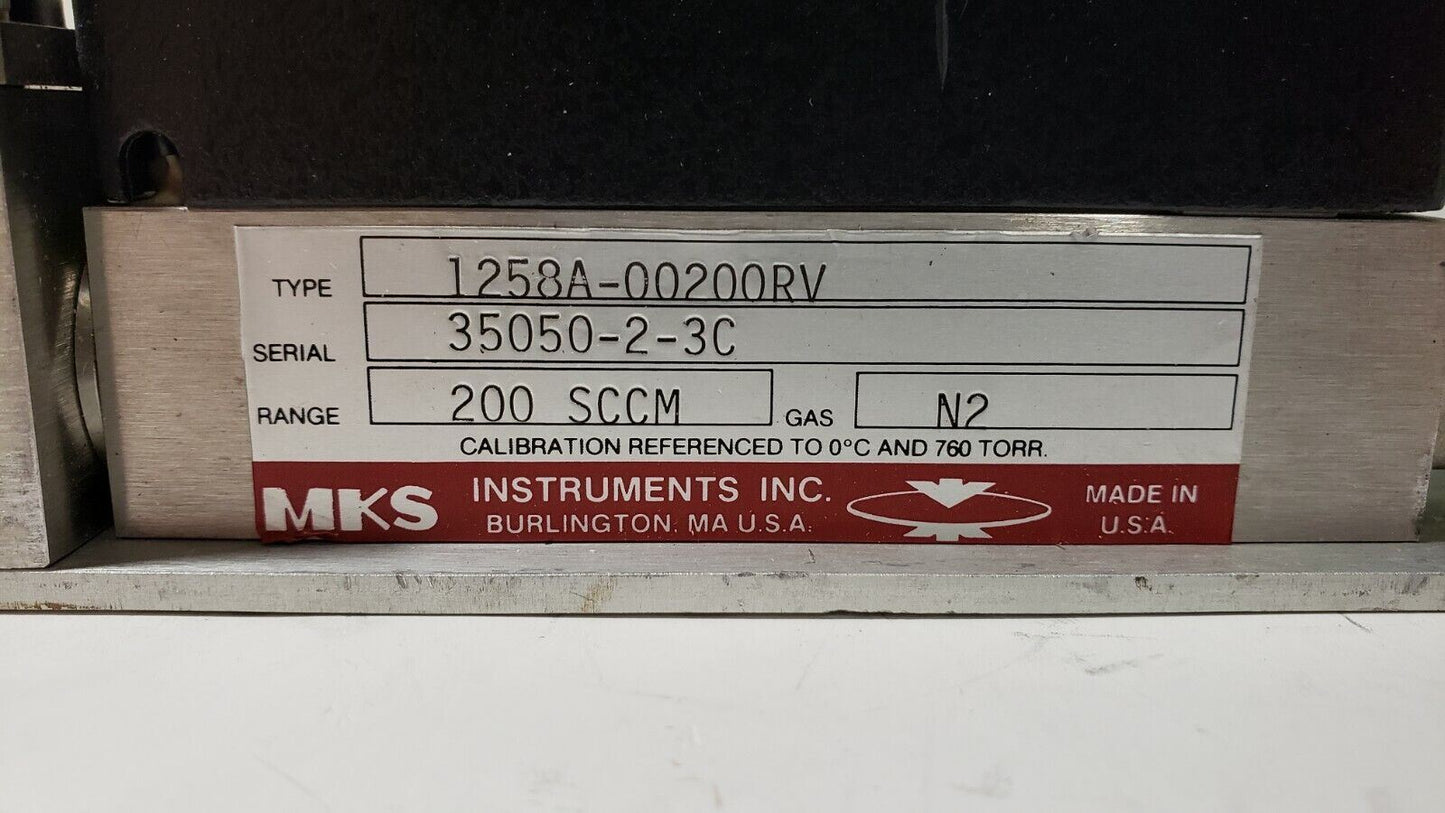 TYPE 1258A-00200RV
SERIAL 35050-2-3C
RANGE 200 SCCM GAS N2
CALIBRATION REFERENCED TO 0°C AND 760 TORR.
MKS INSTRUMENTS INC. MADE IN
BURLINGTON, MA U.S.A. U.S.A.